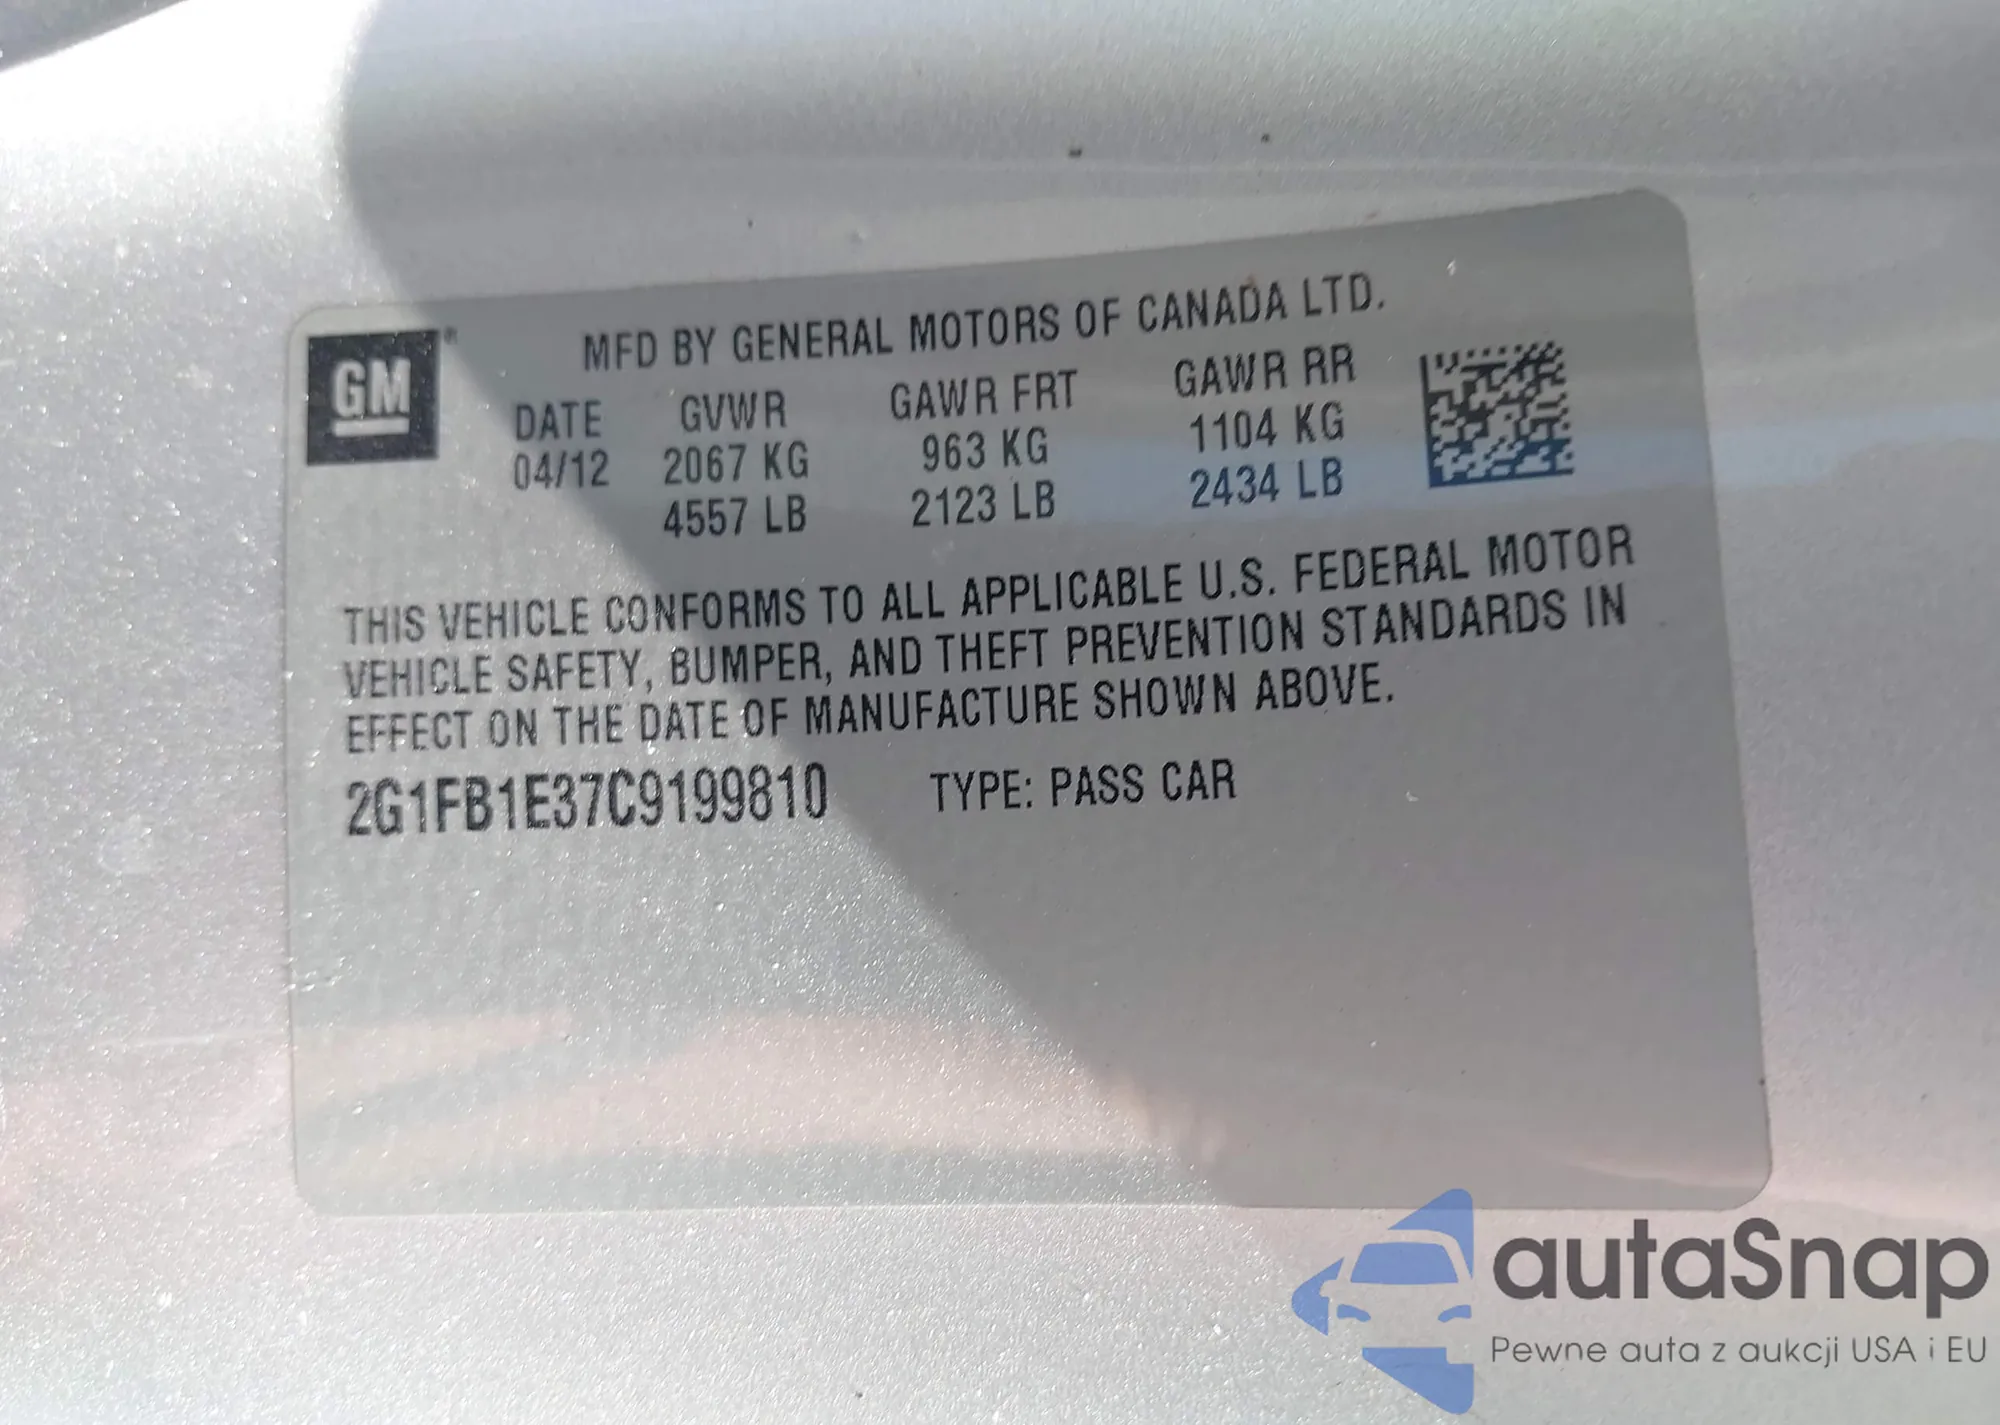 GM
MFD BY GENERAL MOTORS OF CANADA LTD.
DATE GVWR GAWR FRT GAWR RR
04/12 2067 KG 963 KG 1104 KG
4557 LB 2123 LB 2434 LB
THIS VEHICLE CONFORMS TO ALL APPLICABLE U.S. FEDERAL MOTOR
VEHICLE SAFETY, BUMPER, AND THEFT PREVENTION STANDARDS IN
EFFECT ON THE DATE OF MANUFACTURE SHOWN ABOVE.
2G1FB1E37C9199810 TYPE: PASS CAR
autaSnap
Pewne auta z aukcji USA i EU